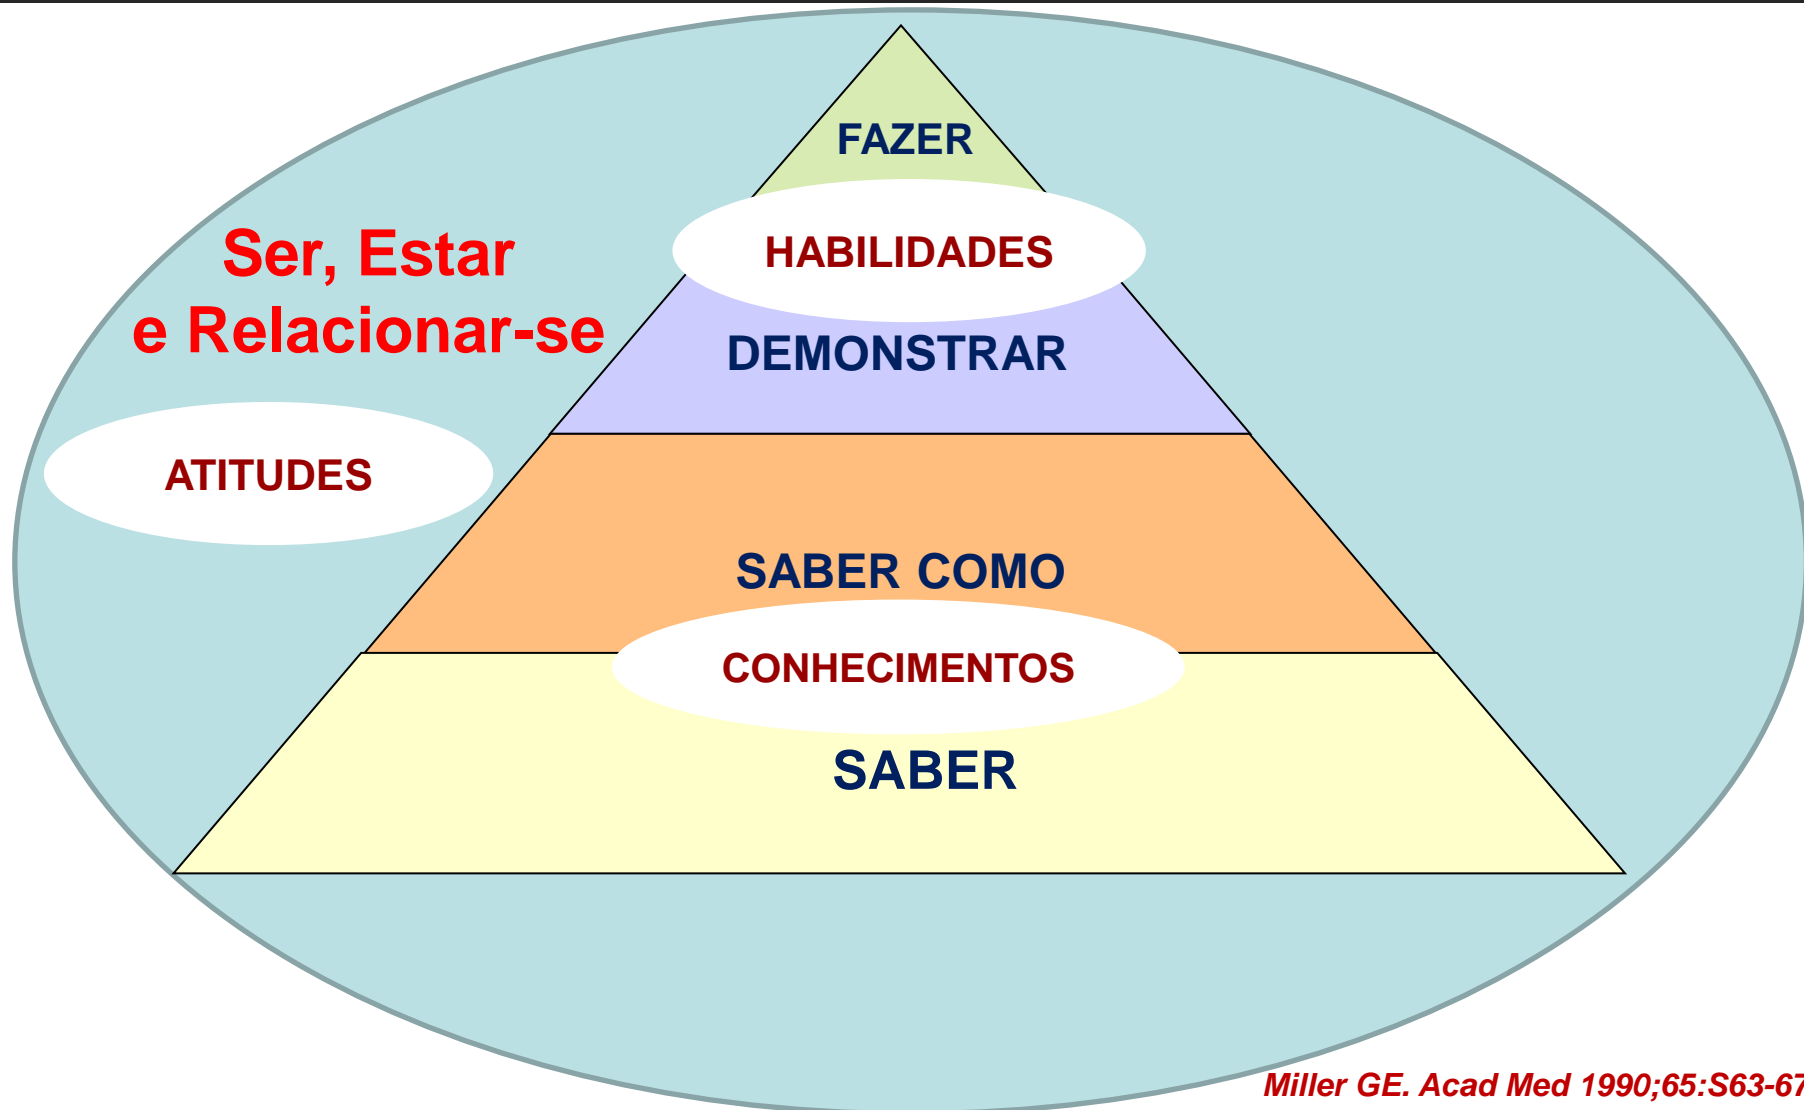 FAZER
HABILIDADES
Ser, Estar
e Relacionar-se
DEMONSTRAR
ATITUDES
SABER COMO
CONHECIMENTOS
SABER
Miller GE. Acad Med 1990;65:S63-67